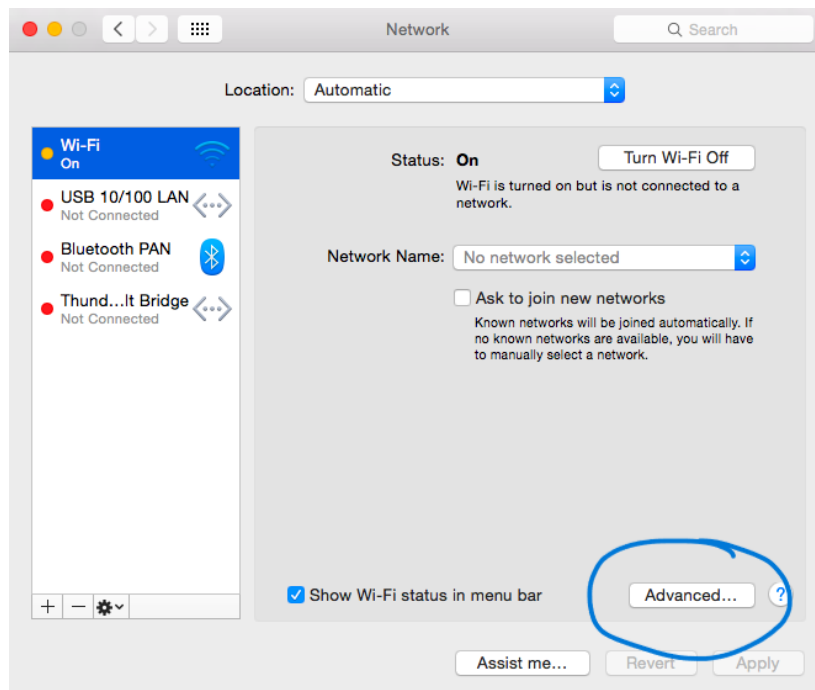 Network
Search
Location: Automatic
Wi-Fi
On
USB 10/100 LAN
Not Connected
Bluetooth PAN
Not Connected
Thund...lt Bridge
Not Connected
Status: On
Turn Wi-Fi Off
Wi-Fi is turned on but is not connected to a
network.
Network Name: No network selected
Ask to join new networks
Known networks will be joined automatically. If
no known networks are available, you will have
to manually select a network.
Show Wi-Fi status in menu bar
Advanced...
?
Assist me...
Revert
Apply